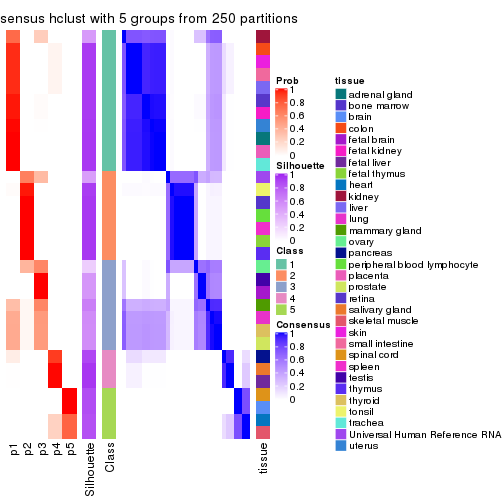 sensus hclust with 5 groups from 250 partitions
p1
p2
p3
p4
p5
Silhouette
Class
tissue
Prob
1
0.8
0.6
0.4
0.2
0
Silhouette
1
0.8
0.6
0.4
0.2
0
Class
1
2
3
4
5
Consensus
1
0.8
0.6
0.4
0.2
0
tissue
adrenal gland
bone marrow
brain
colon
fetal brain
fetal kidney
fetal liver
fetal thymus
heart
kidney
liver
lung
mammary gland
ovary
pancreas
peripheral blood lymphocyte
placenta
prostate
retina
salivary gland
skeletal muscle
skin
small intestine
spinal cord
spleen
testis
thymus
thyroid
tonsil
trachea
Universal Human Reference RNA
uterus